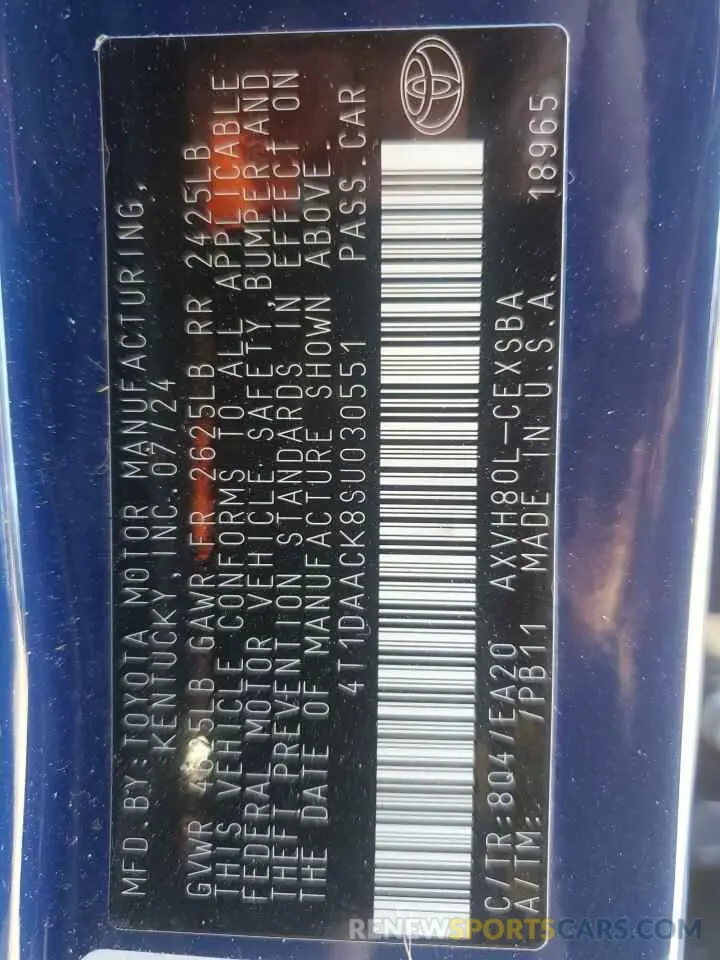 MFD.BY:TOYOTA MOTOR MANUFACTURING,
KENTUCKY, INC. 07/24
GVWR GAWR FR 2625LB RR 2425LB
THIS VEHICLE CONFORMS TO ALL APPLICABLE
FEDERAL MOTOR VEHICLE SAFETY, BUMPER AND
THEFT PREVENTION STANDARDS IN EFFECT ON
THE DATE OF MANUFACTURE SHOWN ABOVE.
4T1DAACK8SU030551 PASS.CAR
C/TR:804/EA20 AXVH80L-CEXSBA 18965
A/TM: /PB11 MADE IN U.S.A.
RENEWSPORTSCARS.COM